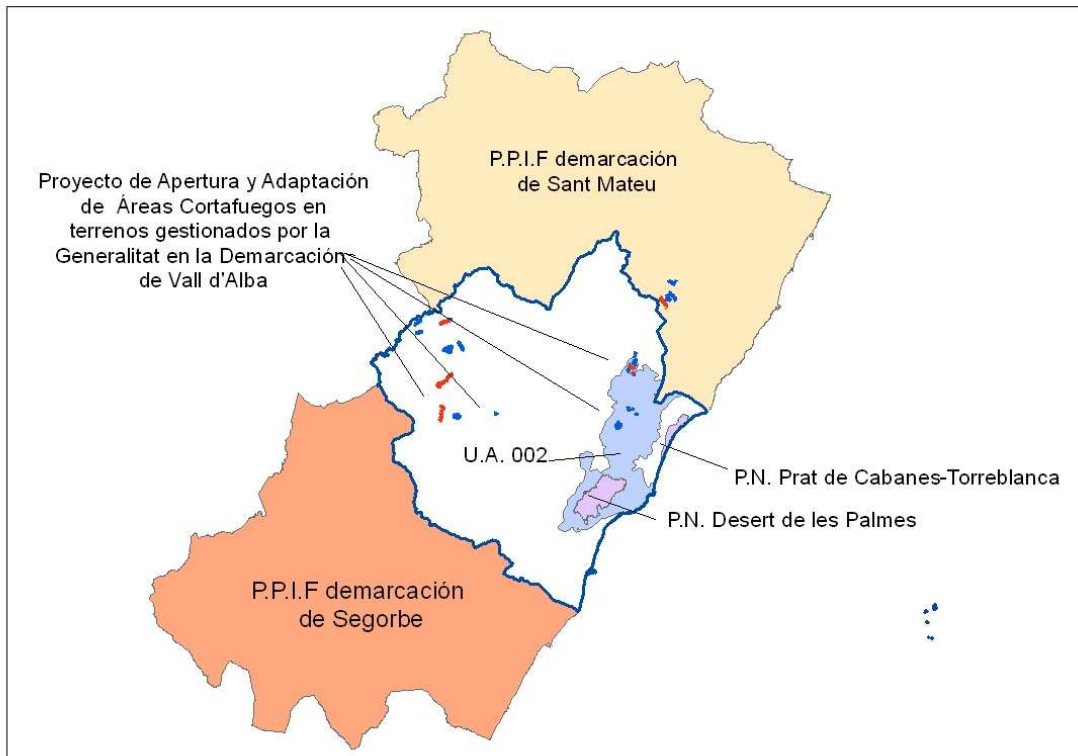 P.P.I.F demarcación
de Sant Mateu
Proyecto de Apertura y Adaptación
de Áreas Cortafuegos en
terrenos gestionados por la
Generalitat en la Demarcación
de Vall d'Alba
U.A. 002
P.N. Prat de Cabanes-Torreblanca
P.N. Desert de les Palmes
P.P.I.F demarcación
de Segorbe